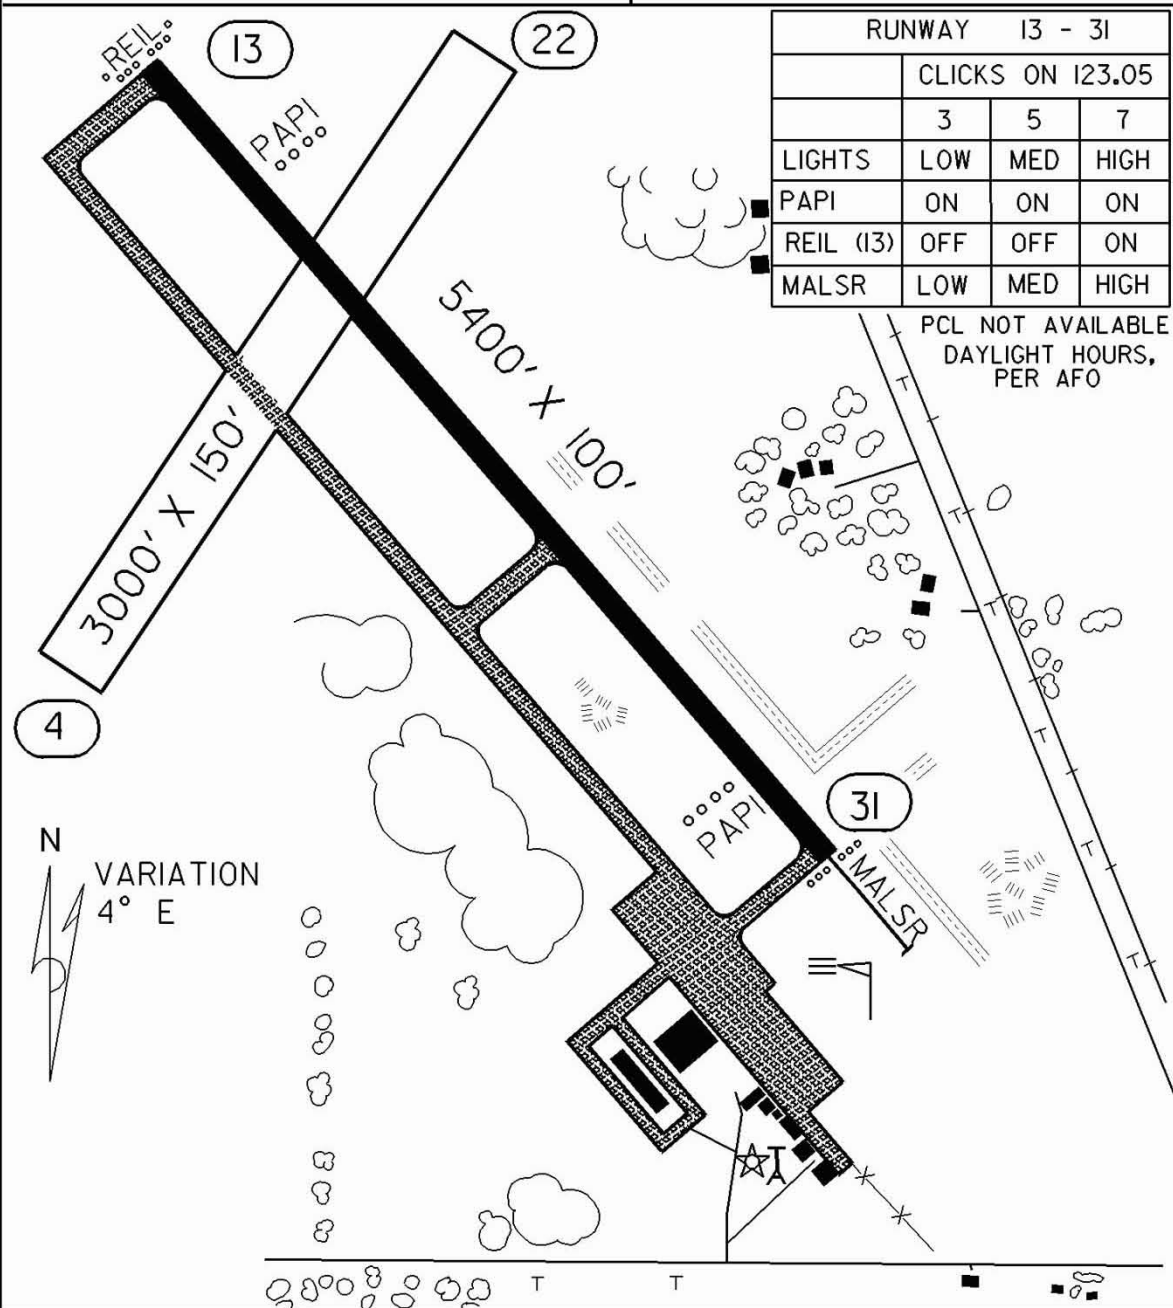 REIL
13
22
PAPI
RUNWAY 13 - 31
CLICKS ON 123.05
3 5 7
LIGHTS LOW MED HIGH
PAPI ON ON ON
REIL (13) OFF OFF ON
MALSR LOW MED HIGH
PCL NOT AVAILABLE
DAYLIGHT HOURS,
PER AFO
5400' X 100'
3000' X 150'
4
31
PAPI
MALSR
N
VARIATION
4° E